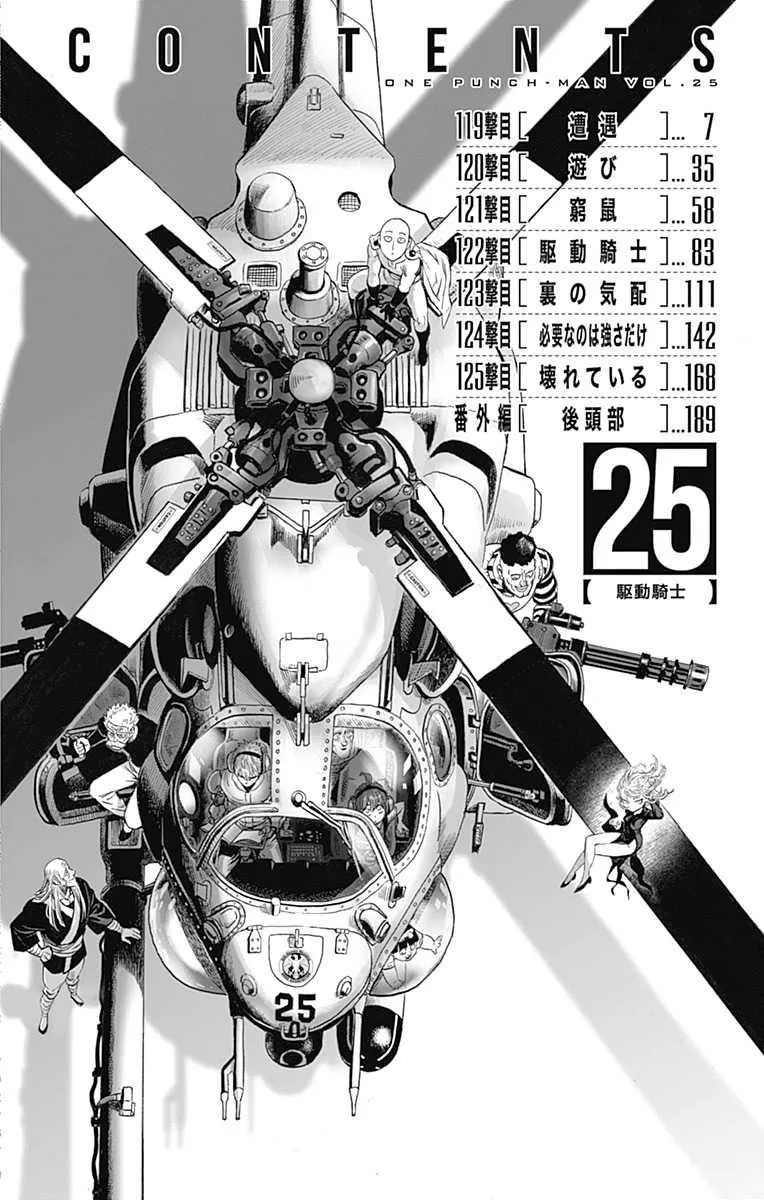 CONTENTS
ONE PUNCH-MAN VOL.25
119撃目[ 遭遇 ]...7
120撃目[ 遊び ]...35
121撃目[ 窮鼠 ]...58
122撃目[ 駆動騎士 ]...83
123撃目[ 裏の気配 ]...111
124撃目[ 必要なのは強さだけ ]...142
125撃目[ 壊れている ]...168
番外編[ 後頭部 ]...189
25
【 駆動騎士 】
25